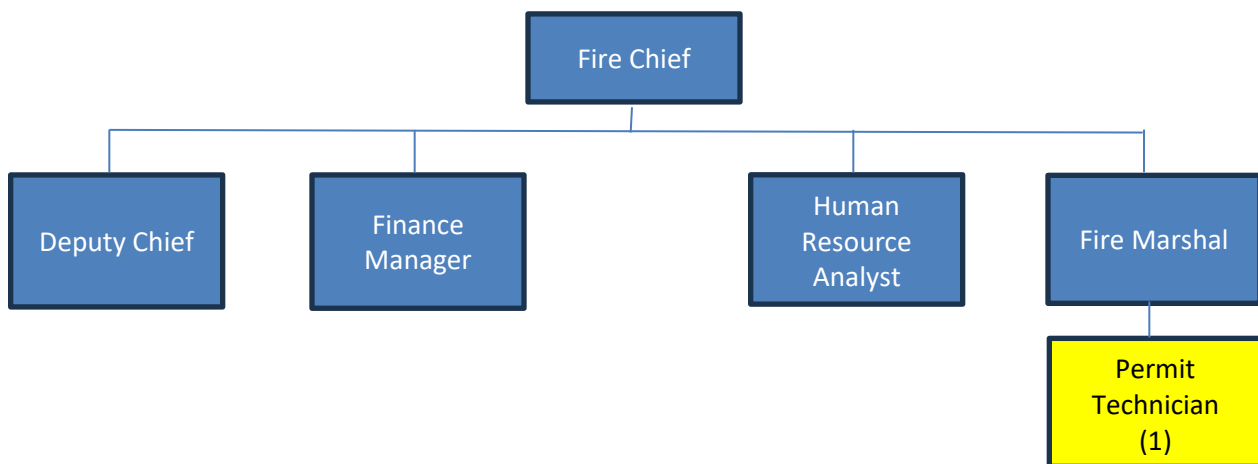 Fire Chief
Deputy Chief
Finance
Manager
Human
Resource
Analyst
Fire Marshal
Permit
Technician
(1)